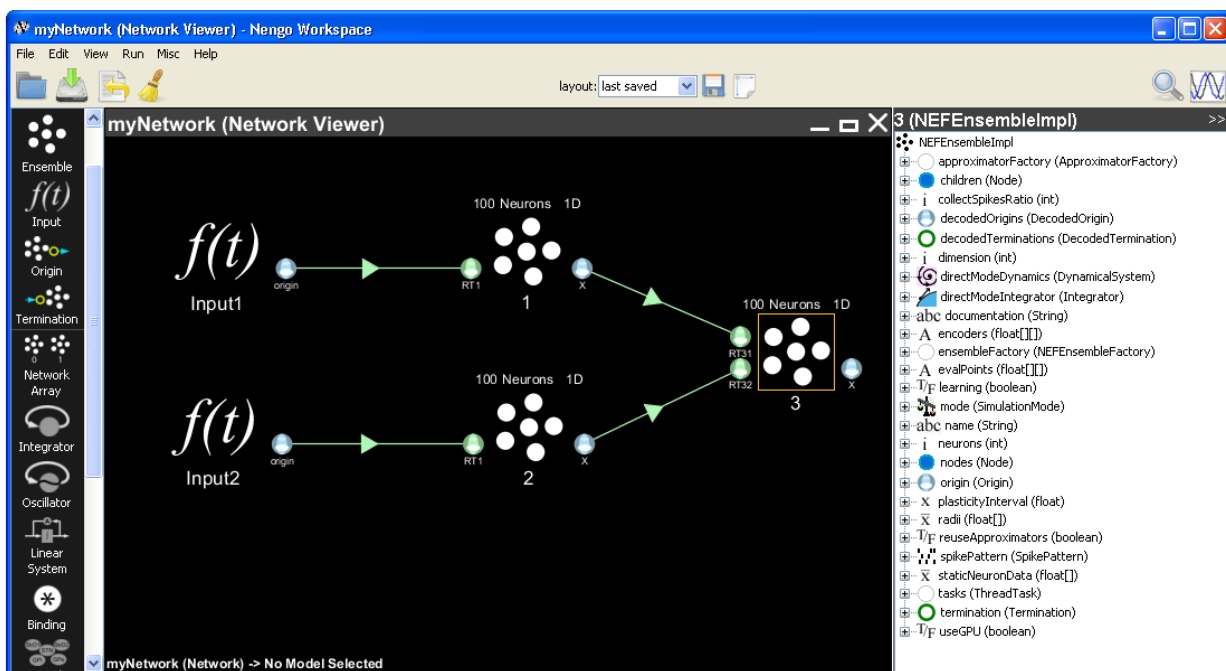 myNetwork (Network Viewer) - Nengo Workspace
File Edit View Run Misc Help
layout: last saved
Ensemble
f(t)
Input
Origin
Termination
0 1
Network
Array
Integrator
Oscillator
Linear
System
Binding
myNetwork (Network Viewer)
100 Neurons 1D
f(t)
origin
RT1
X
Input1
1
100 Neurons 1D
RT31
RT32
X
3
100 Neurons 1D
f(t)
origin
RT1
X
Input2
2
myNetwork (Network) -> No Model Selected
3 (NEFEnsembleImpl) >>
NEFEnsembleImpl
approximatorFactory (ApproximatorFactory)
children (Node)
i collectSpikesRatio (int)
decodedOrigins (DecodedOrigin)
decodedTerminations (DecodedTermination)
i dimension (int)
directModeDynamics (DynamicalSystem)
directModeIntegrator (Integrator)
abc documentation (String)
A encoders (float[][])
ensembleFactory (NEFEnsembleFactory)
A evalPoints (float[][])
T/F learning (boolean)
mode (SimulationMode)
abc name (String)
i neurons (int)
nodes (Node)
origin (Origin)
x plasticityInterval (float)
x̅ radii (float[])
T/F reuseApproximators (boolean)
spikePattern (SpikePattern)
x̅ staticNeuronData (float[])
tasks (ThreadTask)
termination (Termination)
T/F useGPU (boolean)